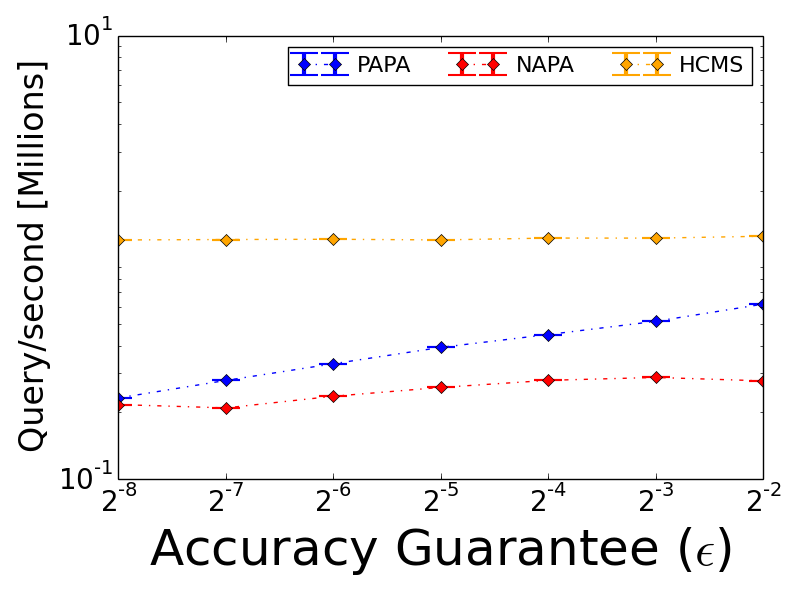 10^1
PAPA NAPA HCMS
Query/second [Millions]
10^-1
2^-8 2^-7 2^-6 2^-5 2^-4 2^-3 2^-2
Accuracy Guarantee (ϵ)